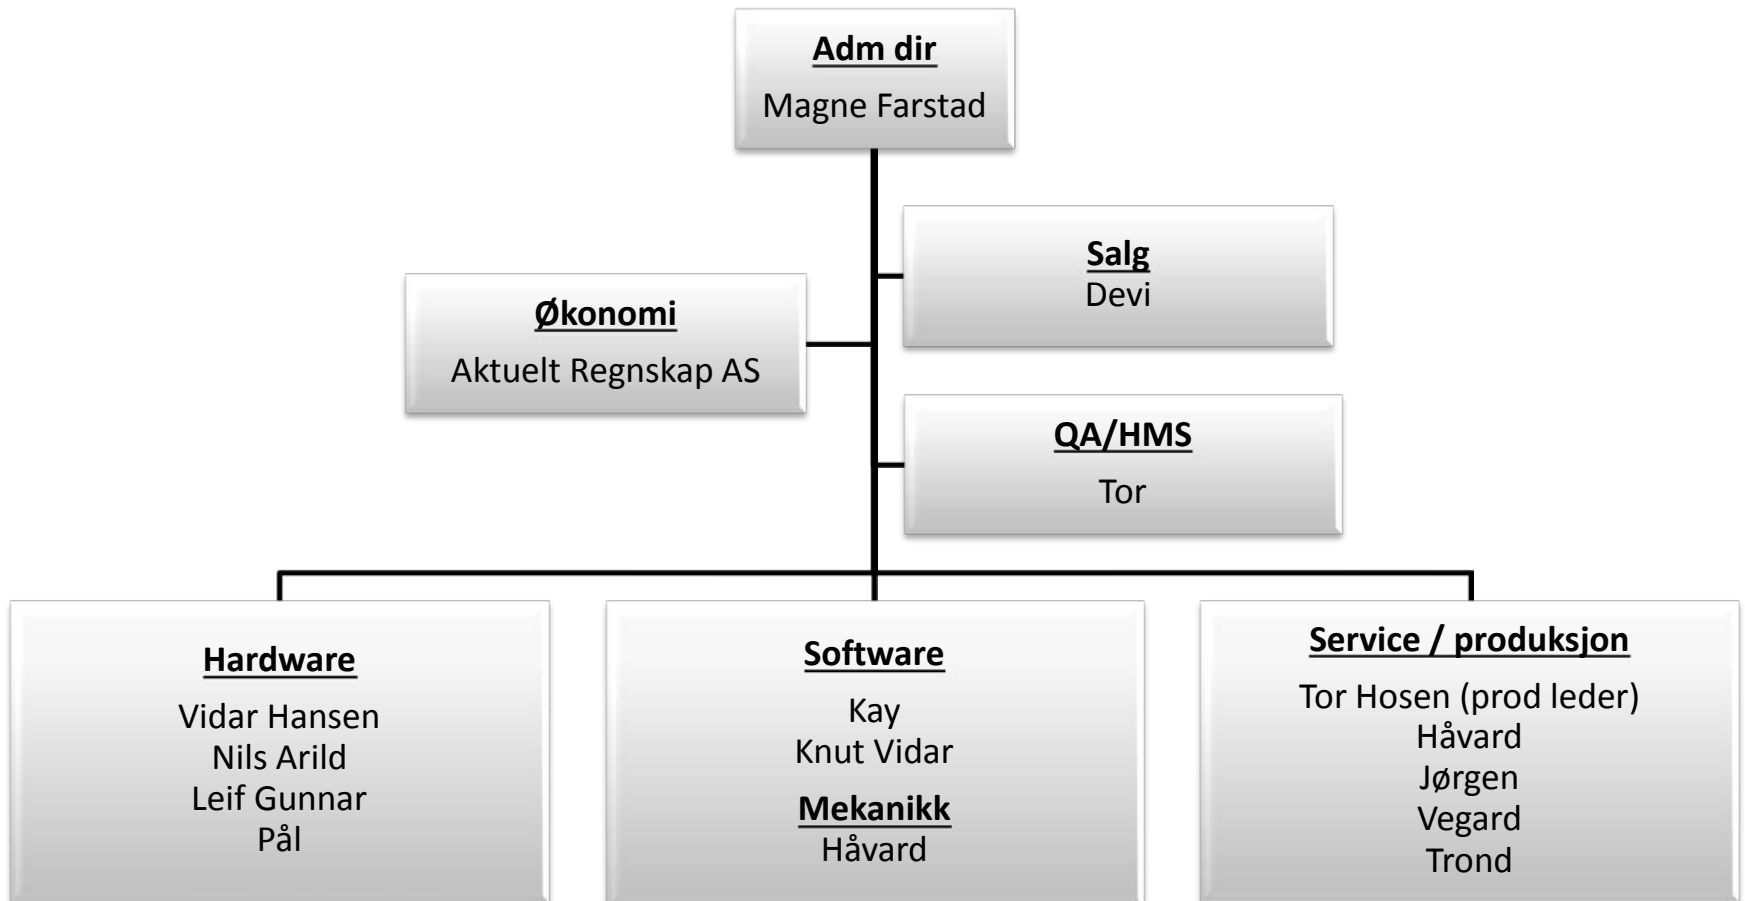 Adm dir
Magne Farstad
Salg
Devi
Økonomi
Aktuelt Regnskap AS
QA/HMS
Tor
Hardware
Vidar Hansen
Nils Arild
Leif Gunnar
Pål
Software
Kay
Knut Vidar
Mekanikk
Håvard
Service / produksjon
Tor Hosen (prod leder)
Håvard
Jørgen
Vegard
Trond